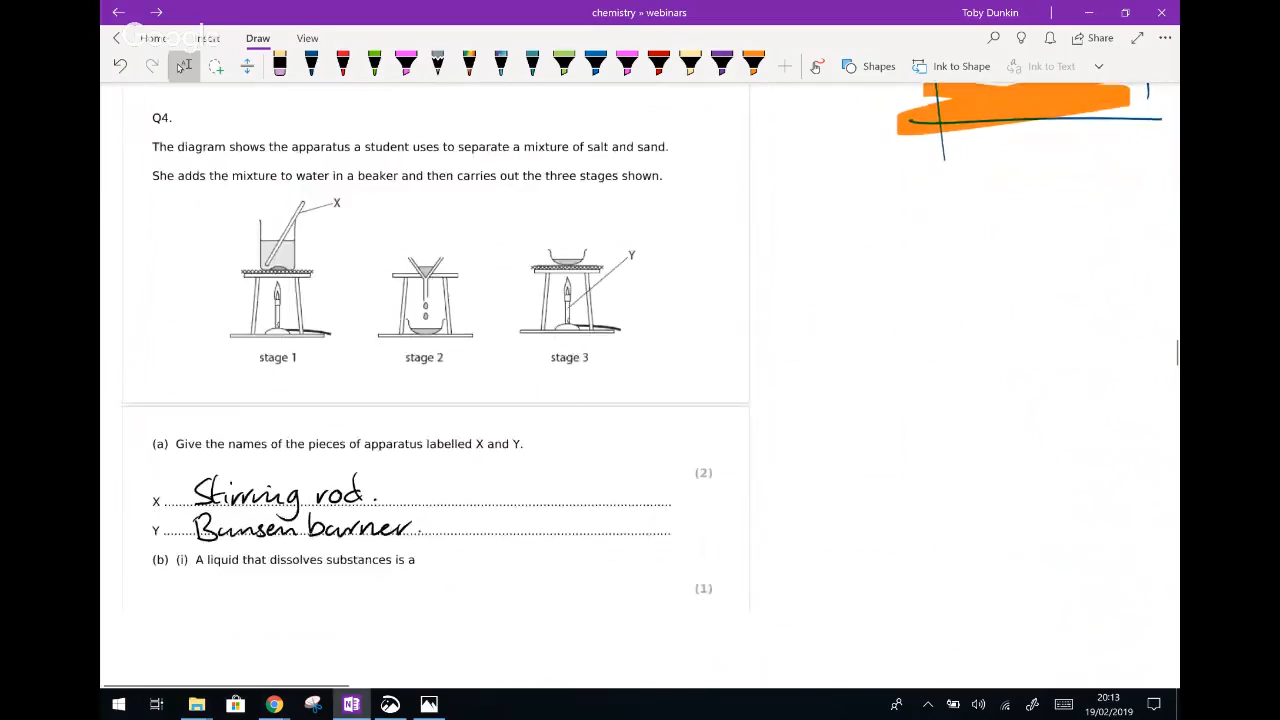 chemistry » webinars
Toby Dunkin
Google
Home
Insert
Draw
View
Share
Shapes
Ink to Shape
Ink to Text
Q4.
The diagram shows the apparatus a student uses to separate a mixture of salt and sand.
She adds the mixture to water in a beaker and then carries out the three stages shown.
X
Y
stage 1
stage 2
stage 3
(a) Give the names of the pieces of apparatus labelled X and Y.
(2)
X Stirring rod.
Y Bunsen burner.
(b) (i) A liquid that dissolves substances is a
(1)
20:13
19/02/2019